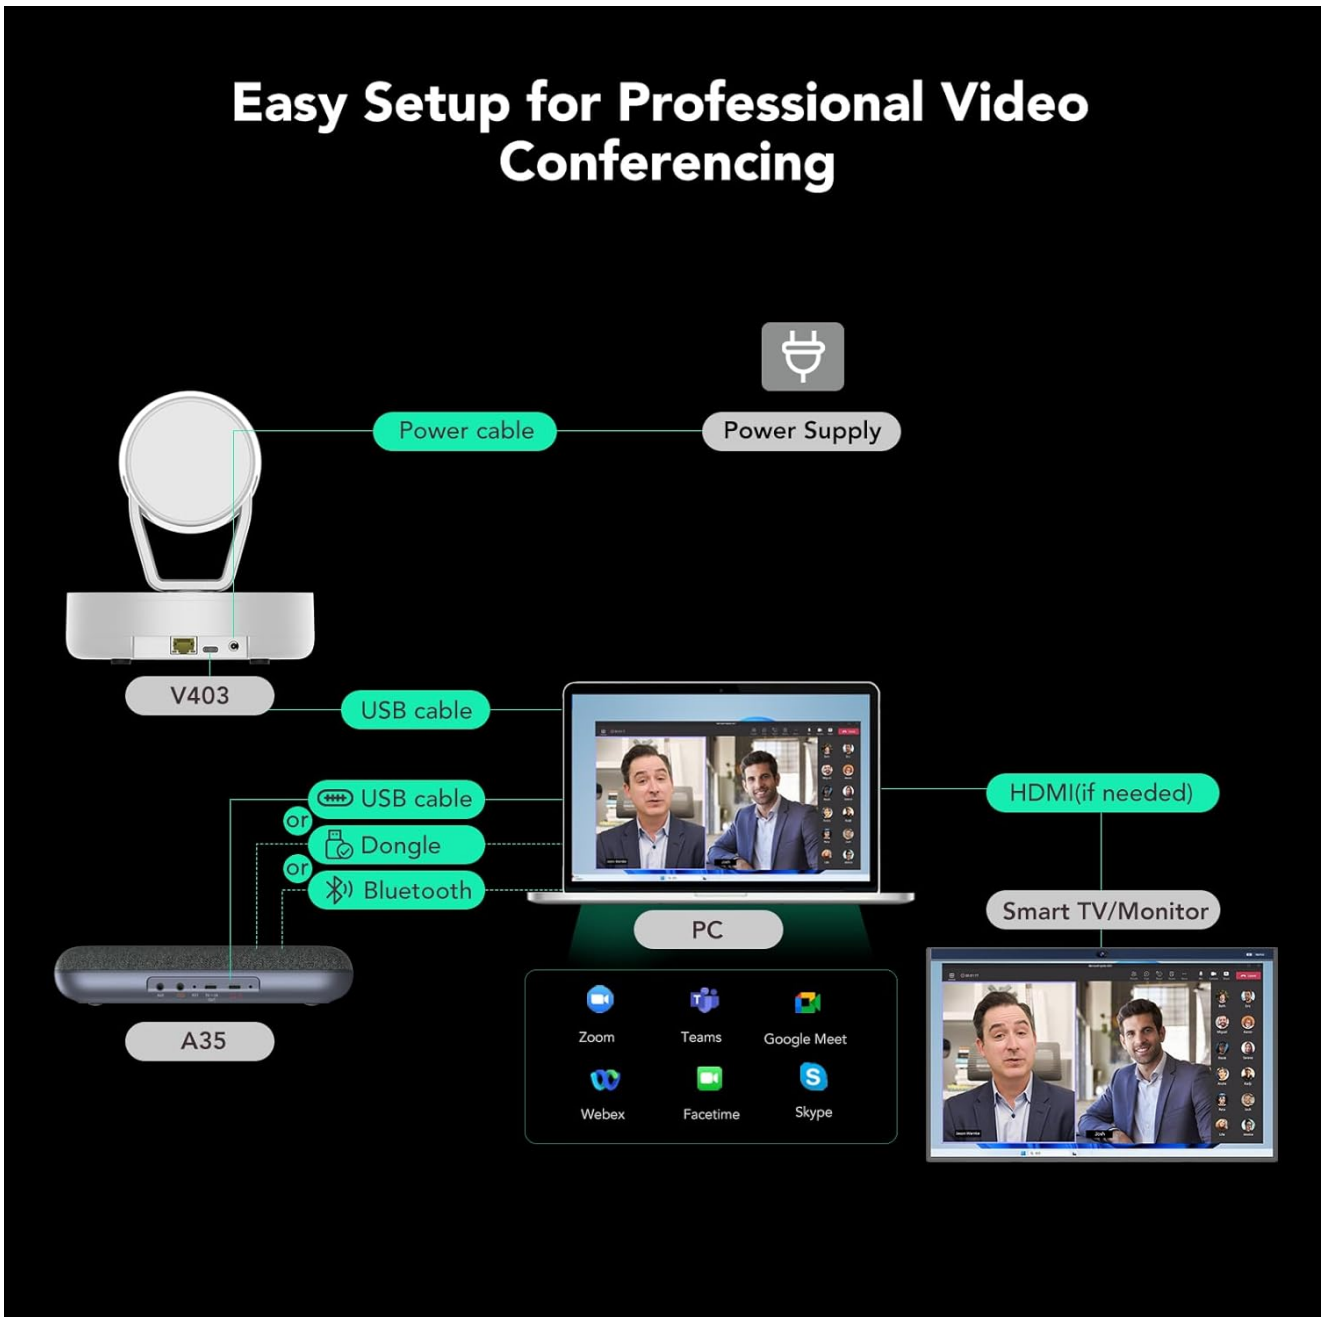 Easy Setup for Professional Video
Conferencing
Power cable
Power Supply
V403
USB cable
USB cable
or
Dongle
or
Bluetooth
HDMI(if needed)
PC
Smart TV/Monitor
A35
Zoom
Teams
Google Meet
Webex
Facetime
Skype
Josh